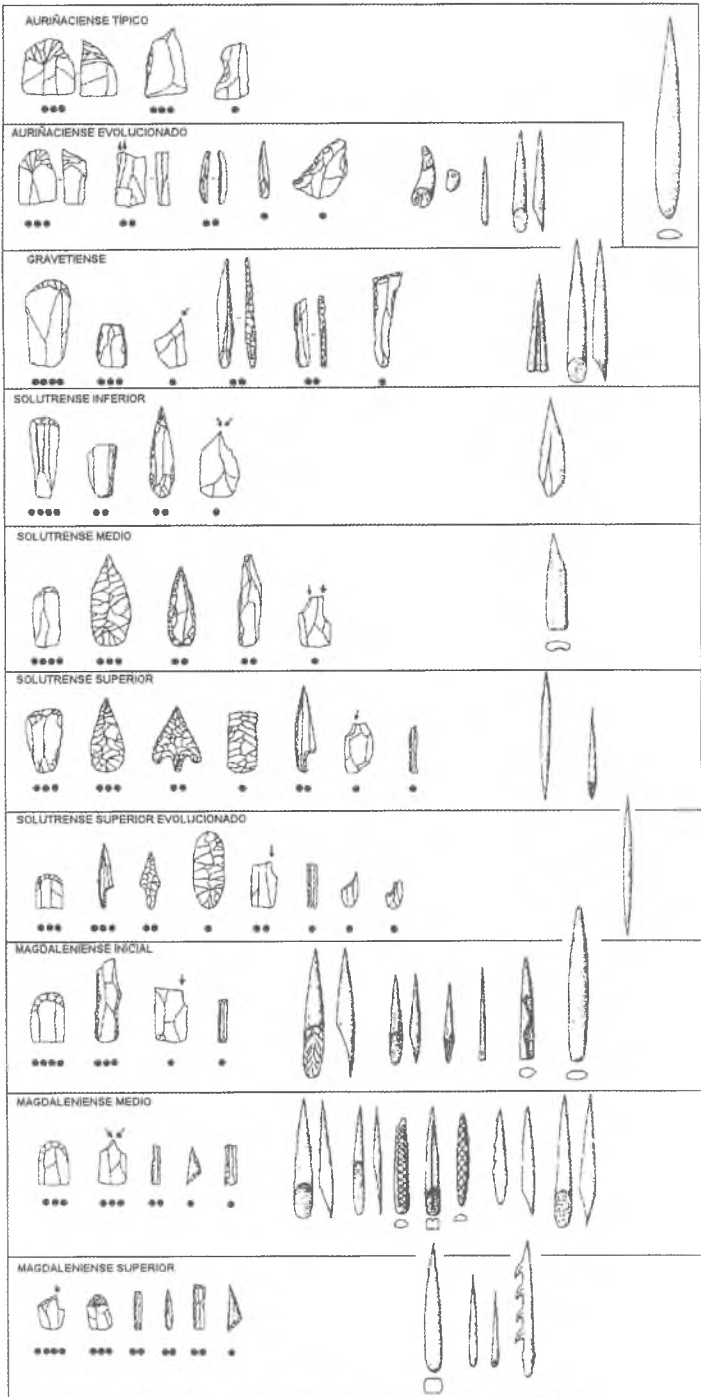 AURIÑACIENSE TÍPICO
AURIÑACIENSE EVOLUCIONADO
GRAVETIENSE
SOLUTRENSE INFERIOR
SOLUTRENSE MEDIO
SOLUTRENSE SUPERIOR
SOLUTRENSE SUPERIOR EVOLUCIONADO
MAGDALENIENSE INICIAL
MAGDALENIENSE MEDIO
MAGDALENIENSE SUPERIOR